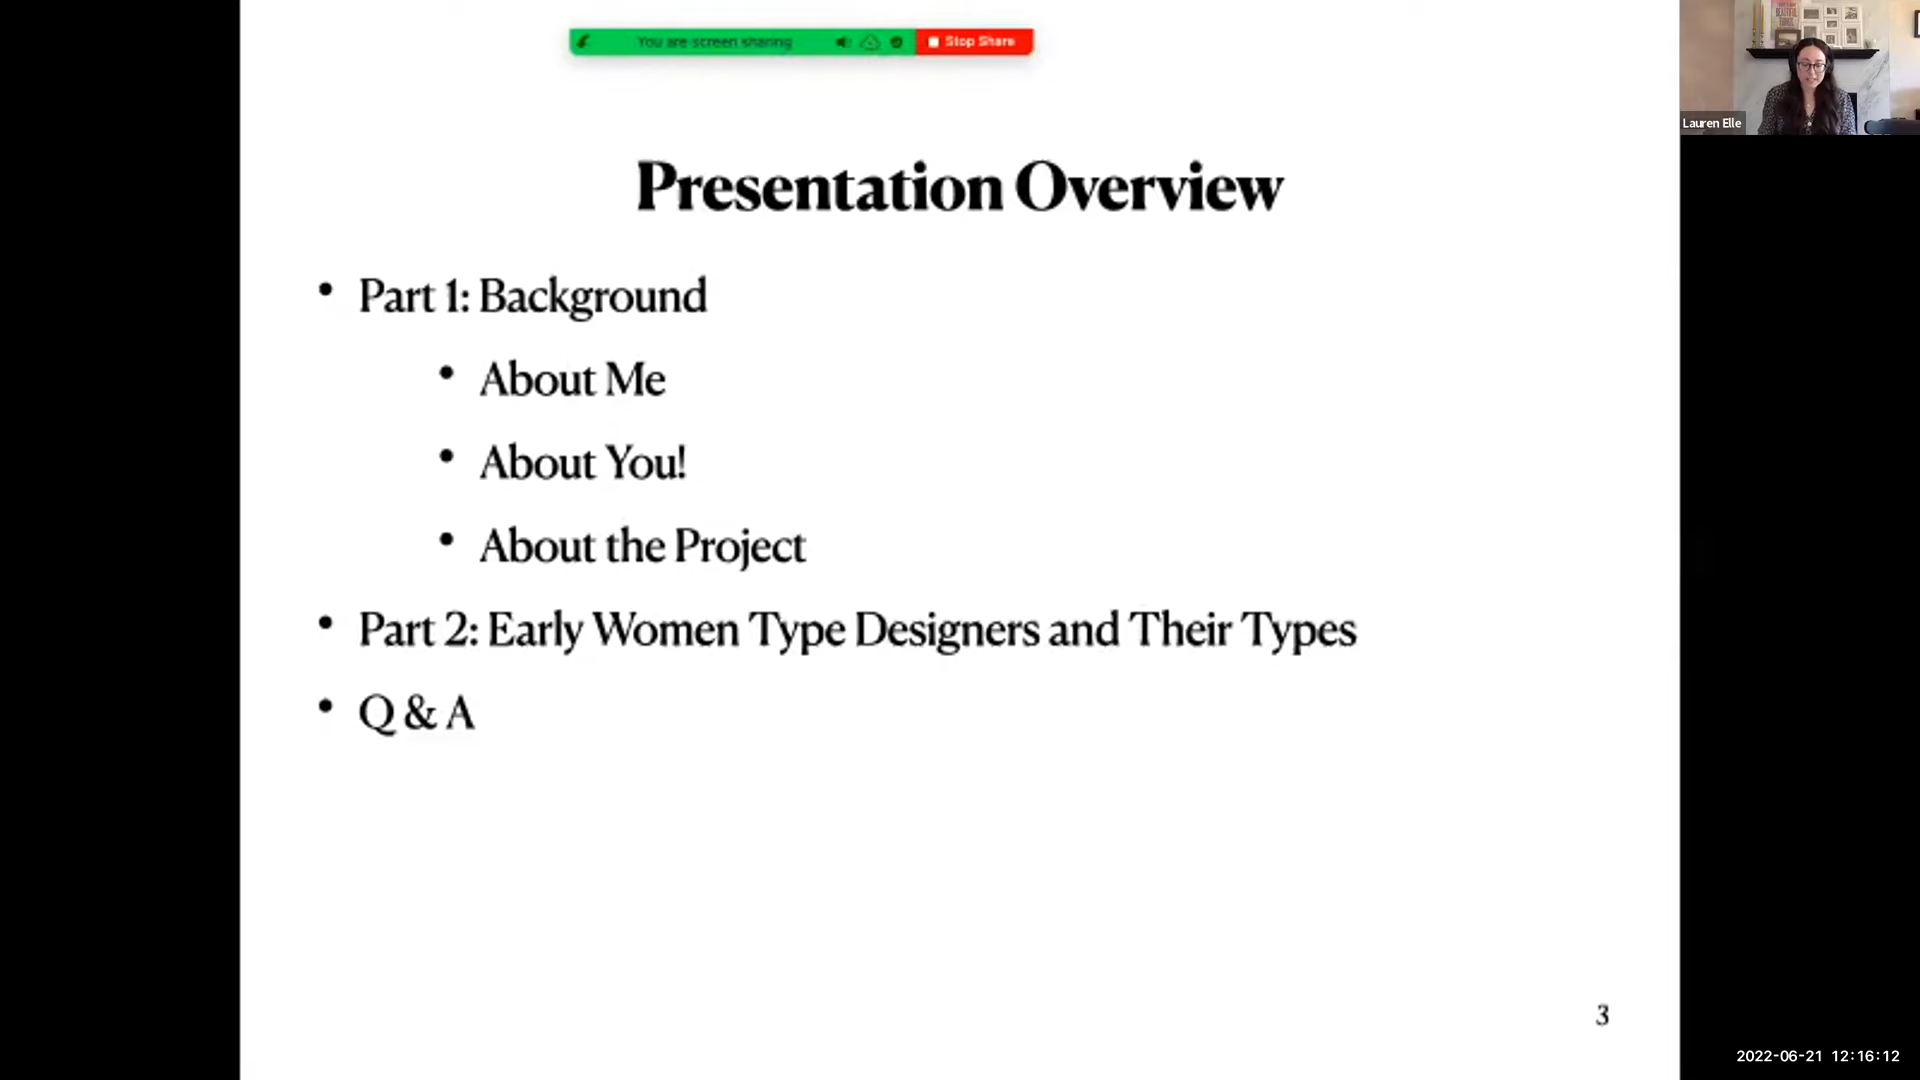 You are screen sharing
Stop Share
Lauren Elle
Presentation Overview
• Part 1: Background
• About Me
• About You!
• About the Project
• Part 2: Early Women Type Designers and Their Types
• Q & A
3
2022-06-21 12:16:12